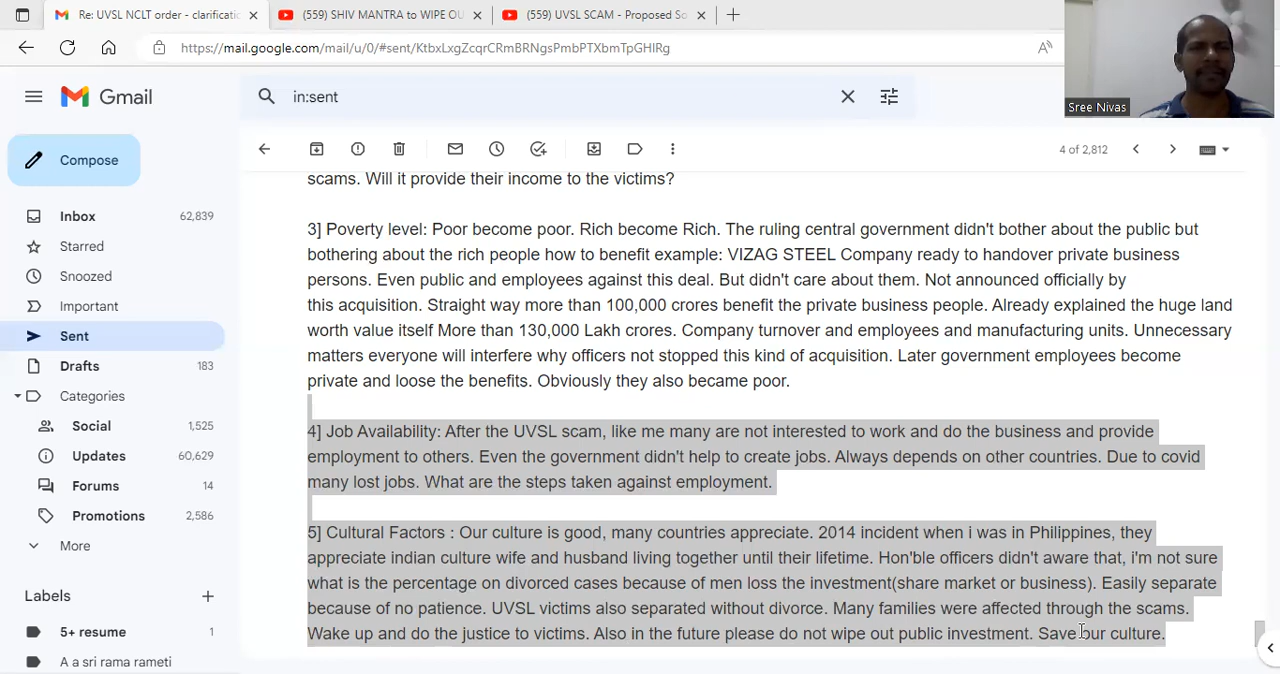 Re: UVSL NCLT order - clarificati
(559) SHIV MANTRA to WIPE OU
(559) UVSL SCAM - Proposed So
https://mail.google.com/mail/u/0/#sent/KtbxLxgZcqrCRmBRNgsPmbPTXbmTpGHlRg
Sree Nivas
Gmail
in:sent
Compose
4 of 2,812
Inbox 62,839
Starred
Snoozed
Important
Sent
Drafts 183
Categories
Social 1,525
Updates 60,629
Forums 14
Promotions 2,586
More
Labels
5+ resume 1
A a sri rama rameti
scams. Will it provide their income to the victims?
3] Poverty level: Poor become poor. Rich become Rich. The ruling central government didn't bother about the public but
bothering about the rich people how to benefit example: VIZAG STEEL Company ready to handover private business
persons. Even public and employees against this deal. But didn't care about them. Not announced officially by
this acquisition. Straight way more than 100,000 crores benefit the private business people. Already explained the huge land
worth value itself More than 130,000 Lakh crores. Company turnover and employees and manufacturing units. Unnecessary
matters everyone will interfere why officers not stopped this kind of acquisition. Later government employees become
private and loose the benefits. Obviously they also became poor.
4] Job Availability: After the UVSL scam, like me many are not interested to work and do the business and provide
employment to others. Even the government didn't help to create jobs. Always depends on other countries. Due to covid
many lost jobs. What are the steps taken against employment.
5] Cultural Factors : Our culture is good, many countries appreciate. 2014 incident when i was in Philippines, they
appreciate indian culture wife and husband living together until their lifetime. Hon'ble officers didn't aware that, i'm not sure
what is the percentage on divorced cases because of men loss the investment(share market or business). Easily separate
because of no patience. UVSL victims also separated without divorce. Many families were affected through the scams.
Wake up and do the justice to victims. Also in the future please do not wipe out public investment. Save our culture.